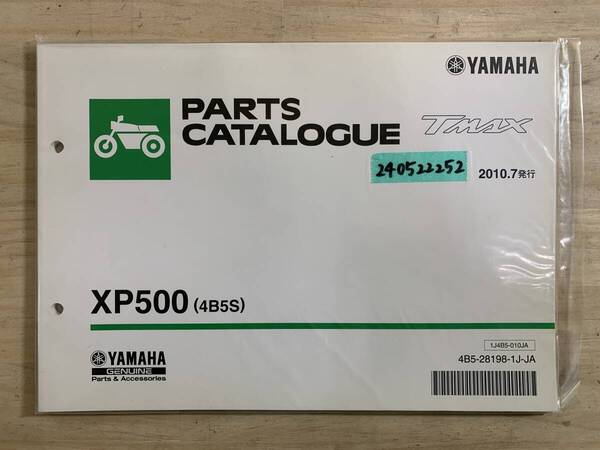 YAMAHA
PARTS
CATALOGUE
TMAX
240522252
2010.7発行
XP500 (4B5S)
1J4B5-010JA
4B5-28198-1J-JA
YAMAHA
GENUINE
Parts & Accessories